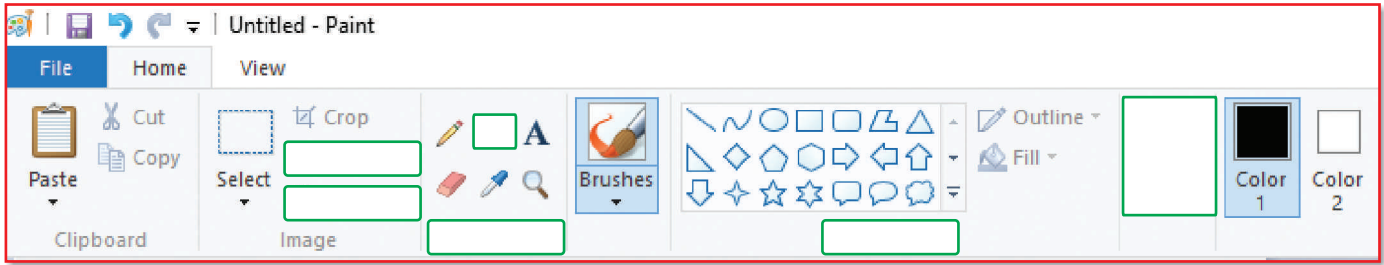 Untitled - Paint
File Home View
Cut Crop A Outline
Copy Fill
Paste Select Brushes Color 1 Color 2
Clipboard Image